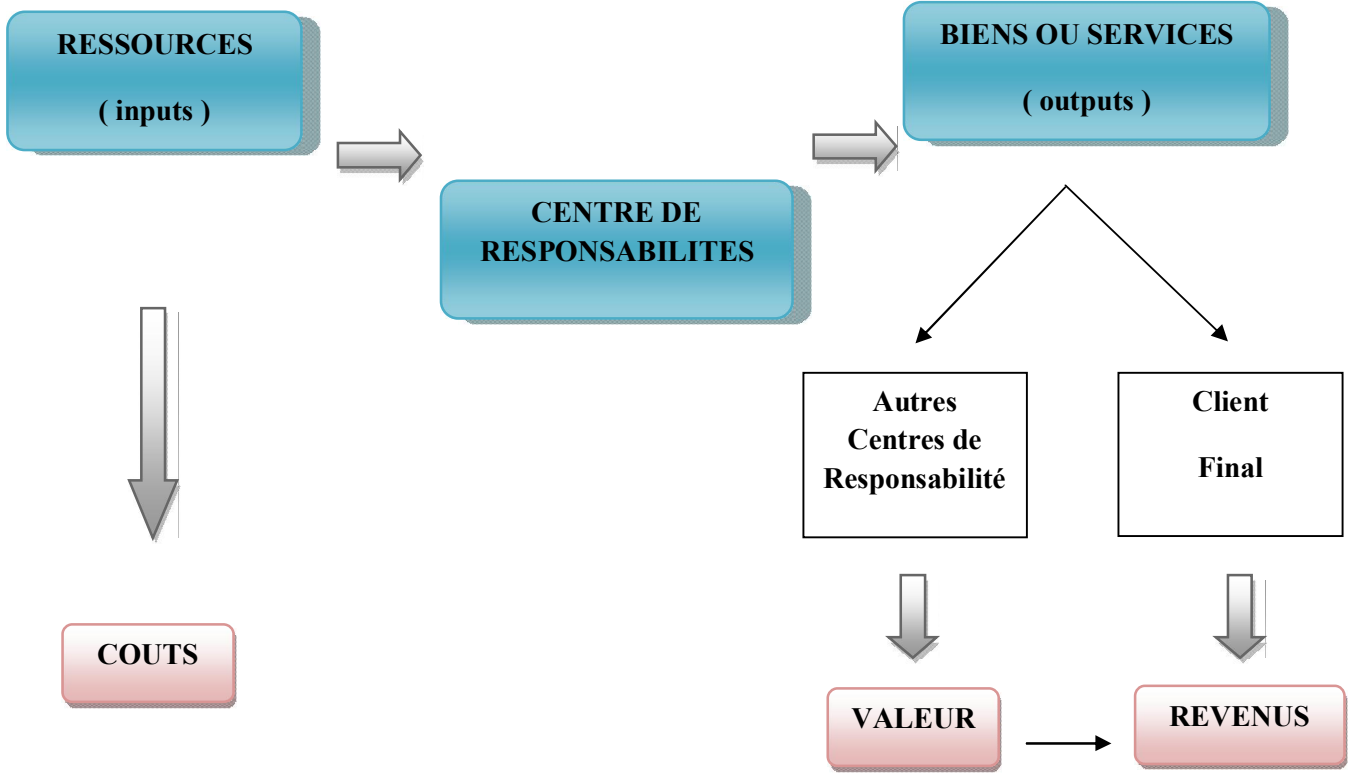 RESSOURCES
( inputs )
BIENS OU SERVICES
( outputs )
CENTRE DE
RESPONSABILITES
Autres
Centres de
Responsabilité
Client
Final
COUTS
VALEUR
REVENUS